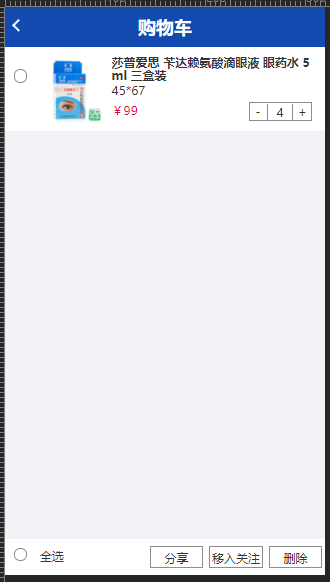 购物车
莎普爱思 苄达赖氨酸滴眼液 眼药水 5
ml 三盒装
45*67
￥99
- 4 +
全选 分享 移入关注 删除